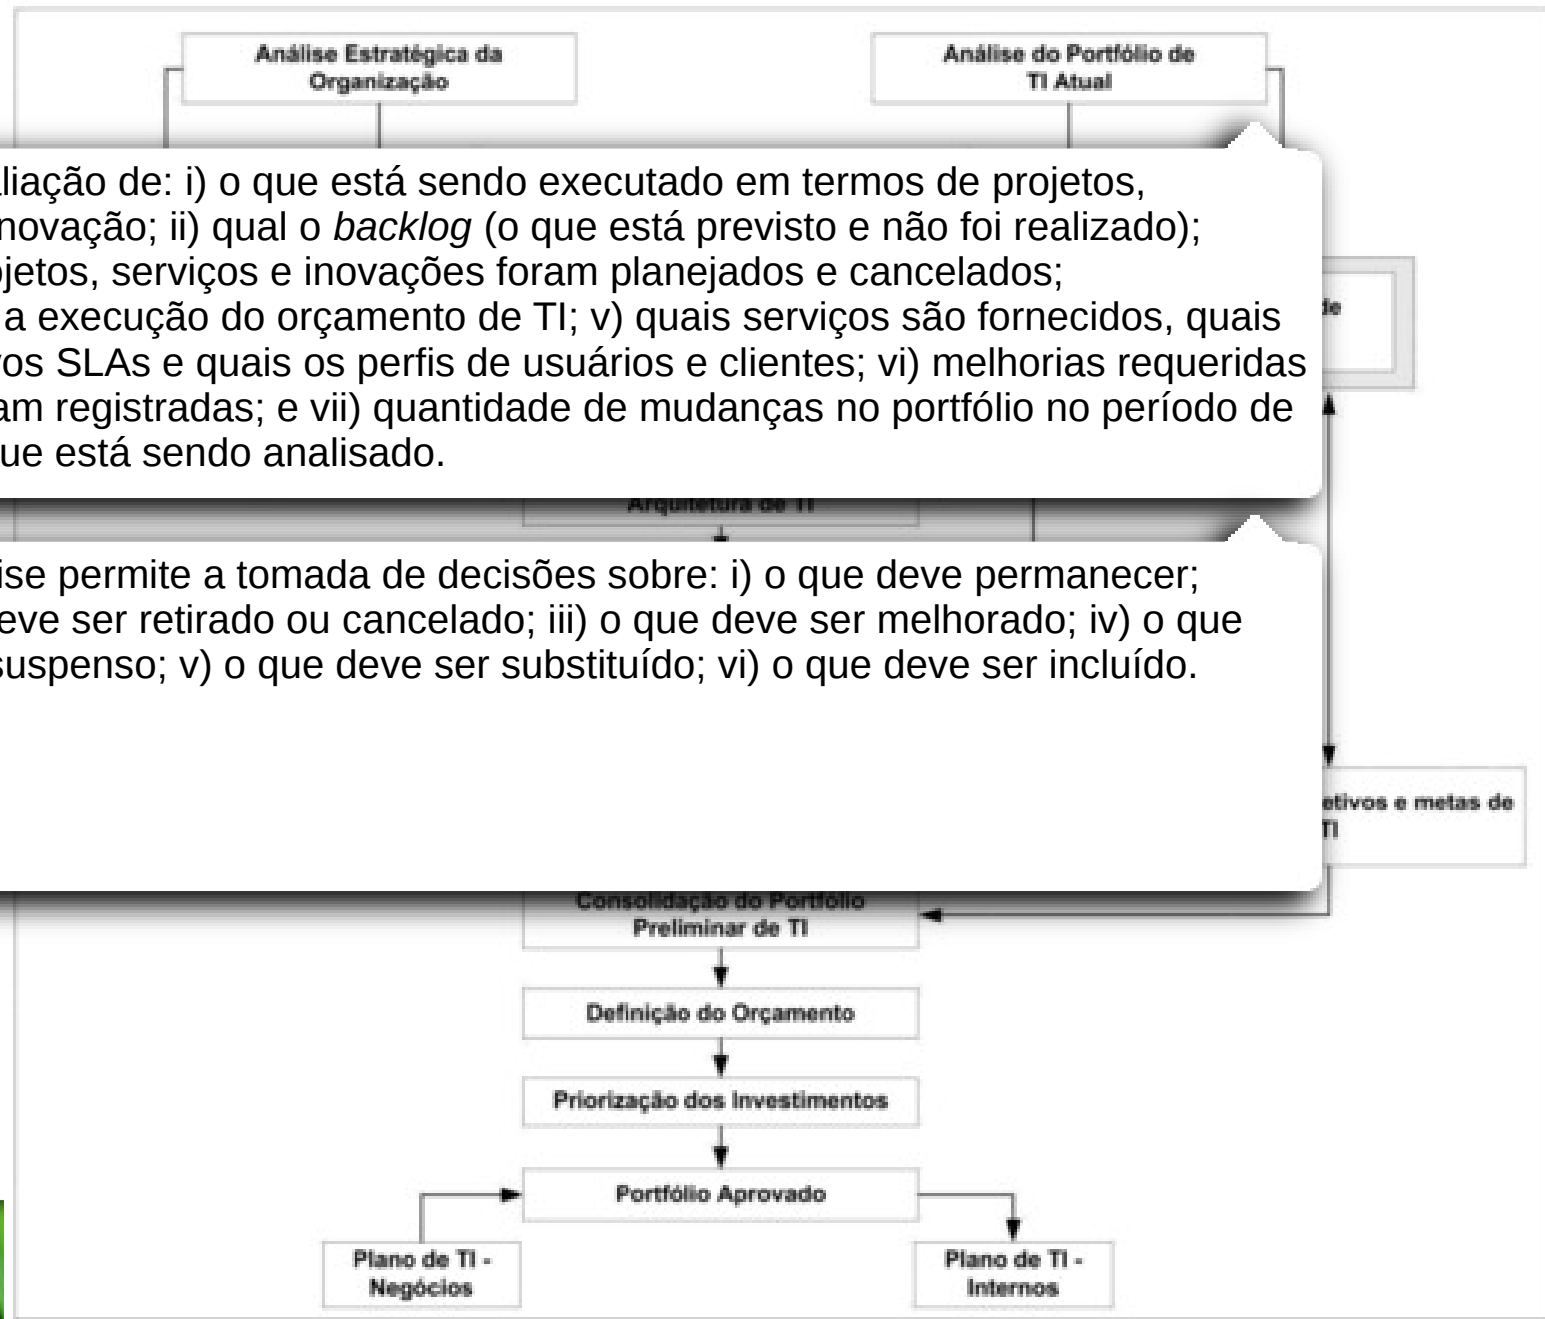 Análise Estratégica da
Organização
Análise do Portfólio de
TI Atual
liação de: i) o que está sendo executado em termos de projetos,
novação; ii) qual o backlog (o que está previsto e não foi realizado);
jetos, serviços e inovações foram planejados e cancelados;
a execução do orçamento de TI; v) quais serviços são fornecidos, quais
vos SLAs e quais os perfis de usuários e clientes; vi) melhorias requeridas
am registradas; e vii) quantidade de mudanças no portfólio no período de
ue está sendo analisado.
de
Arquitetura de TI
ise permite a tomada de decisões sobre: i) o que deve permanecer;
eve ser retirado ou cancelado; iii) o que deve ser melhorado; iv) o que
suspenso; v) o que deve ser substituído; vi) o que deve ser incluído.
etivos e metas de
TI
Consolidação do Portfólio
Preliminar de TI
Definição do Orçamento
Priorização dos Investimentos
Portfólio Aprovado
Plano de TI -
Negócios
Plano de TI -
Internos